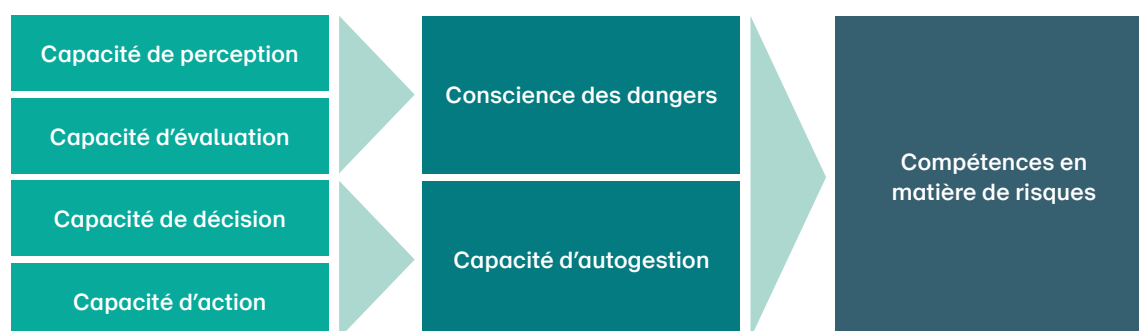 Capacité de perception
Capacité d’évaluation
Capacité de décision
Capacité d’action
Conscience des dangers
Capacité d’autogestion
Compétences en
matière de risques